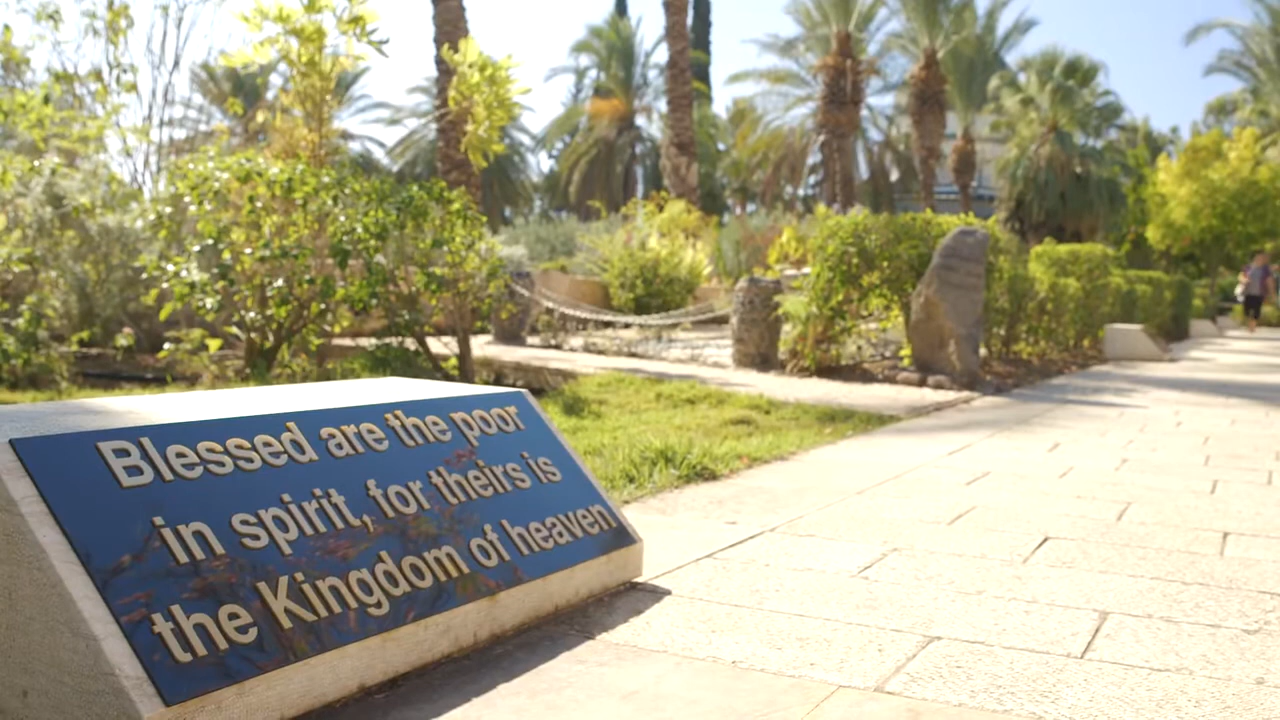 Blessed are the poor
in spirit, for theirs is
the Kingdom of heaven